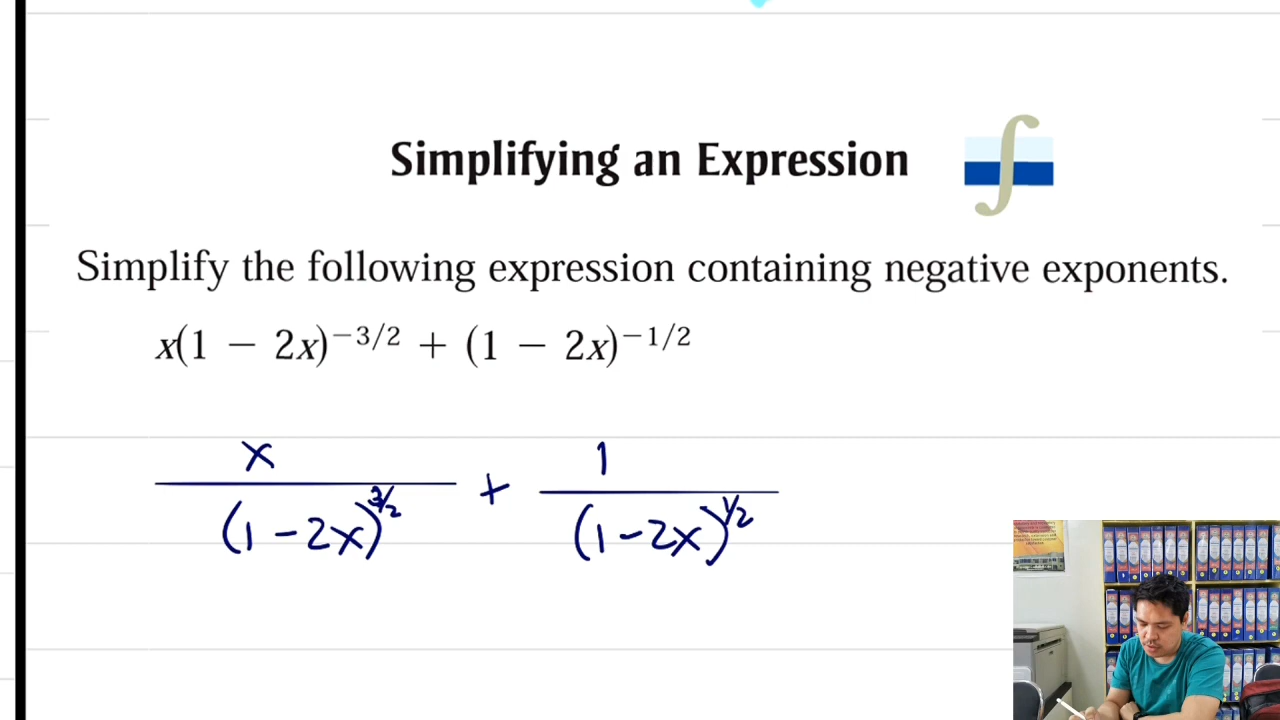 Simplifying an Expression
Simplify the following expression containing negative exponents.
x(1 − 2x)^{−3/2} + (1 − 2x)^{−1/2}
x/(1-2x)^{3/2} + 1/(1-2x)^{1/2}